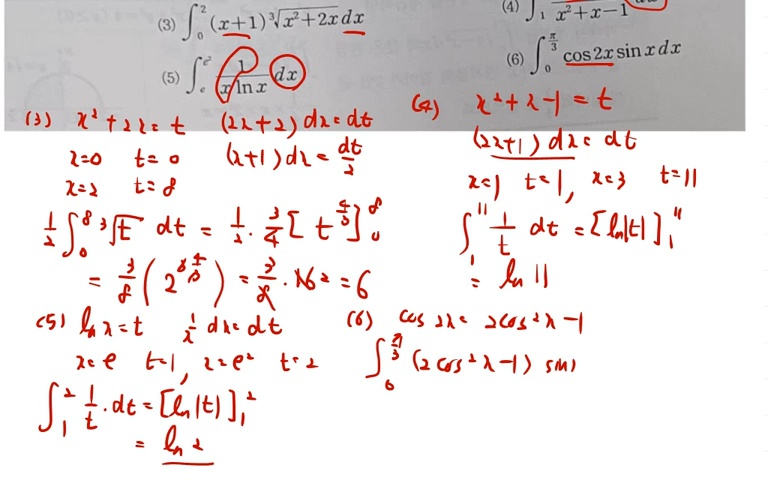 (3) ∫₀² (x+1) ∛(x²+2x) dx
(4) ∫₁ x²+x−1
(5) ∫ₑ^(e²) 1/(x ln x) dx
(6) ∫₀^(π/3) cos 2x sin x dx
(3) x²+2x=t (2x+2) dx=dt
x=0 t=0 (x+1) dx= dt/2
x=2 t=8
1/2 ∫₀⁸ ∛t dt = 1/2 · 3/4 [t^(4/3)]₀⁸
= 3/8 (2^(3·4/3)) = 3/8 · 16² = 6
(4) x²+x−1=t
(2x+1) dx= dt
x=1 t=1, x=3 t=11
∫₁¹¹ 1/t dt = [ln|t|]₁¹¹
= ln 11
(5) ln x=t 1/x dx=dt
x=e t=1, x=e² t=2
∫₁² 1/t · dt = [ln|t|]₁²
= ln 2
(6) cos 2x= 2cos²x−1
∫₀^(π/3) (2cos²x−1) sin